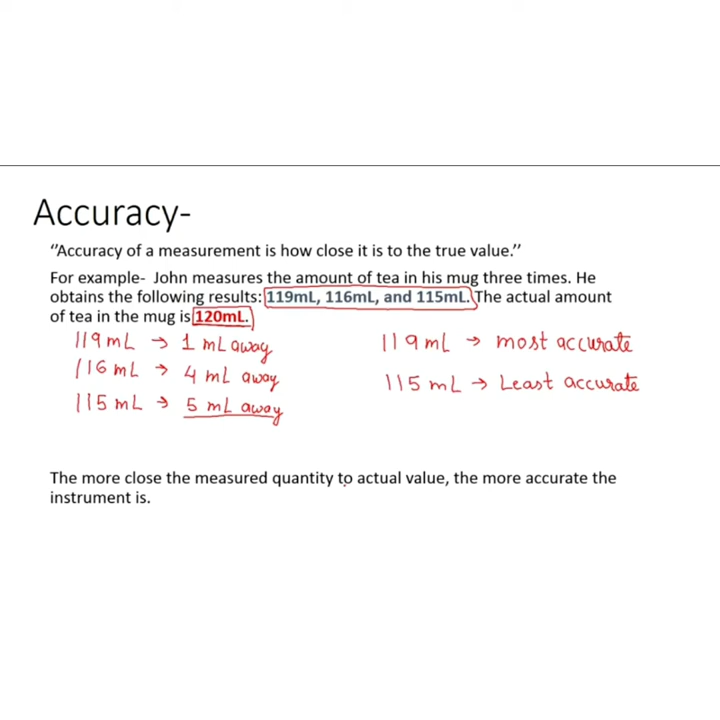 Accuracy-
“Accuracy of a measurement is how close it is to the true value.”
For example- John measures the amount of tea in his mug three times. He
obtains the following results: 119mL, 116mL, and 115mL. The actual amount
of tea in the mug is 120mL.
119 mL → 1 mL away
119 mL → most accurate
116 mL → 4 mL away
115 mL → Least accurate
115 mL → 5 mL away
The more close the measured quantity to actual value, the more accurate the
instrument is.